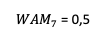 WAM₇ = 0,5